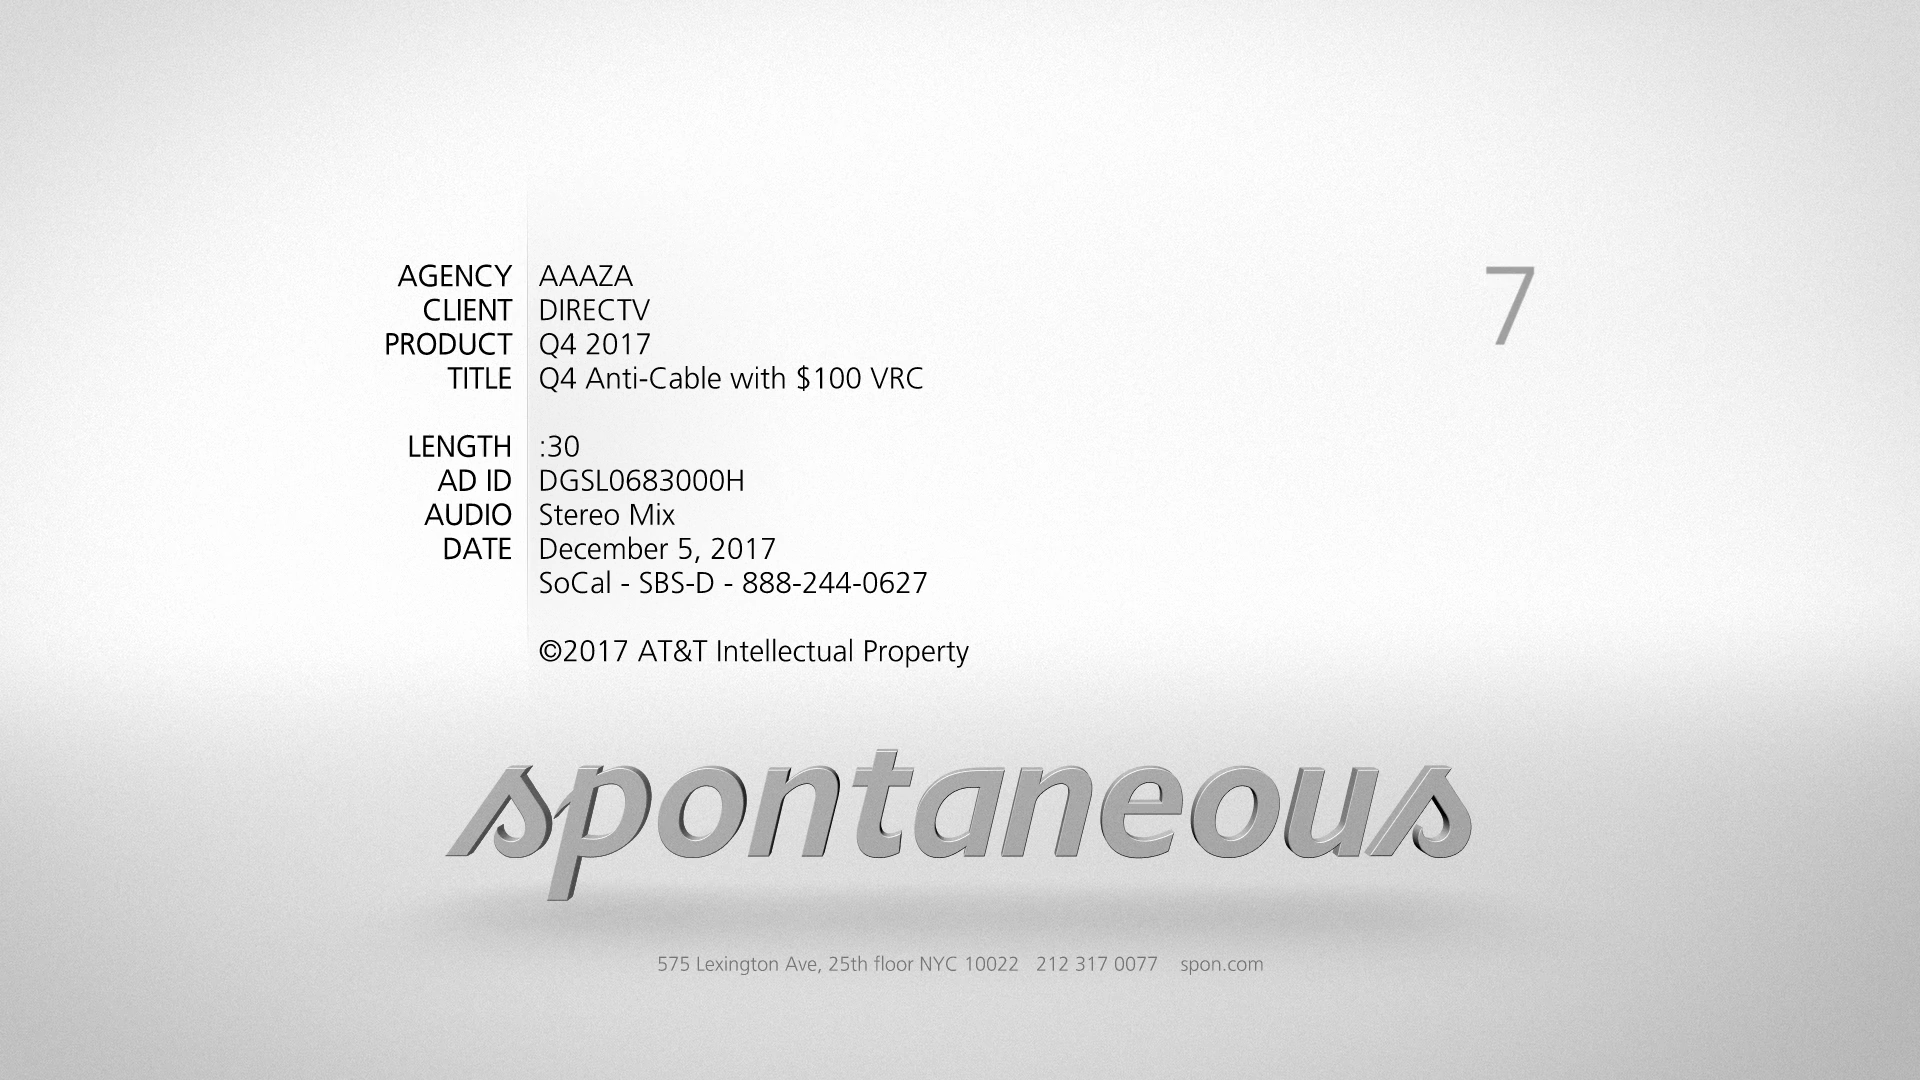 AGENCY AAAZA
CLIENT DIRECTV
PRODUCT Q4 2017
TITLE Q4 Anti-Cable with $100 VRC
7
LENGTH :30
AD ID DGSL0683000H
AUDIO Stereo Mix
DATE December 5, 2017
SoCal - SBS-D - 888-244-0627
©2017 AT&T Intellectual Property
spontaneous
575 Lexington Ave, 25th floor NYC 10022 212 317 0077 spon.com